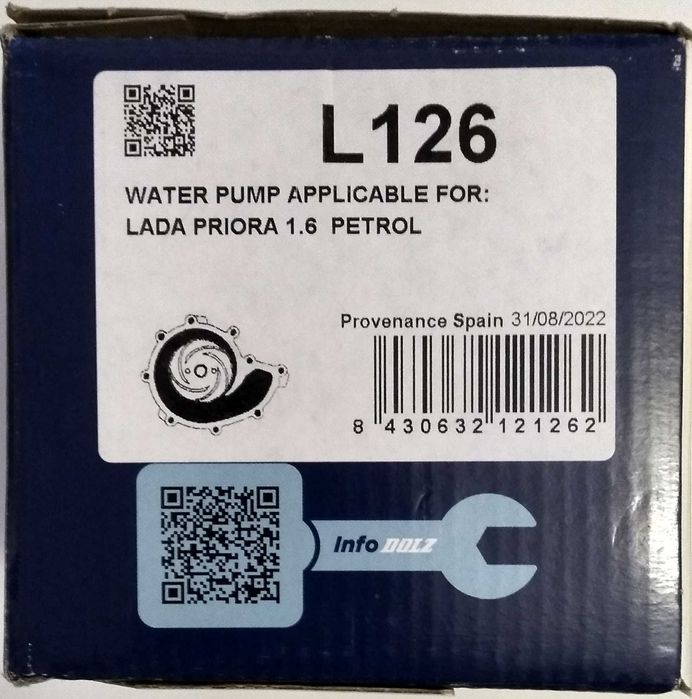 L126
WATER PUMP APPLICABLE FOR:
LADA PRIORA 1.6 PETROL
Provenance Spain 31/08/2022
8 430632 121262
Info DOLZ